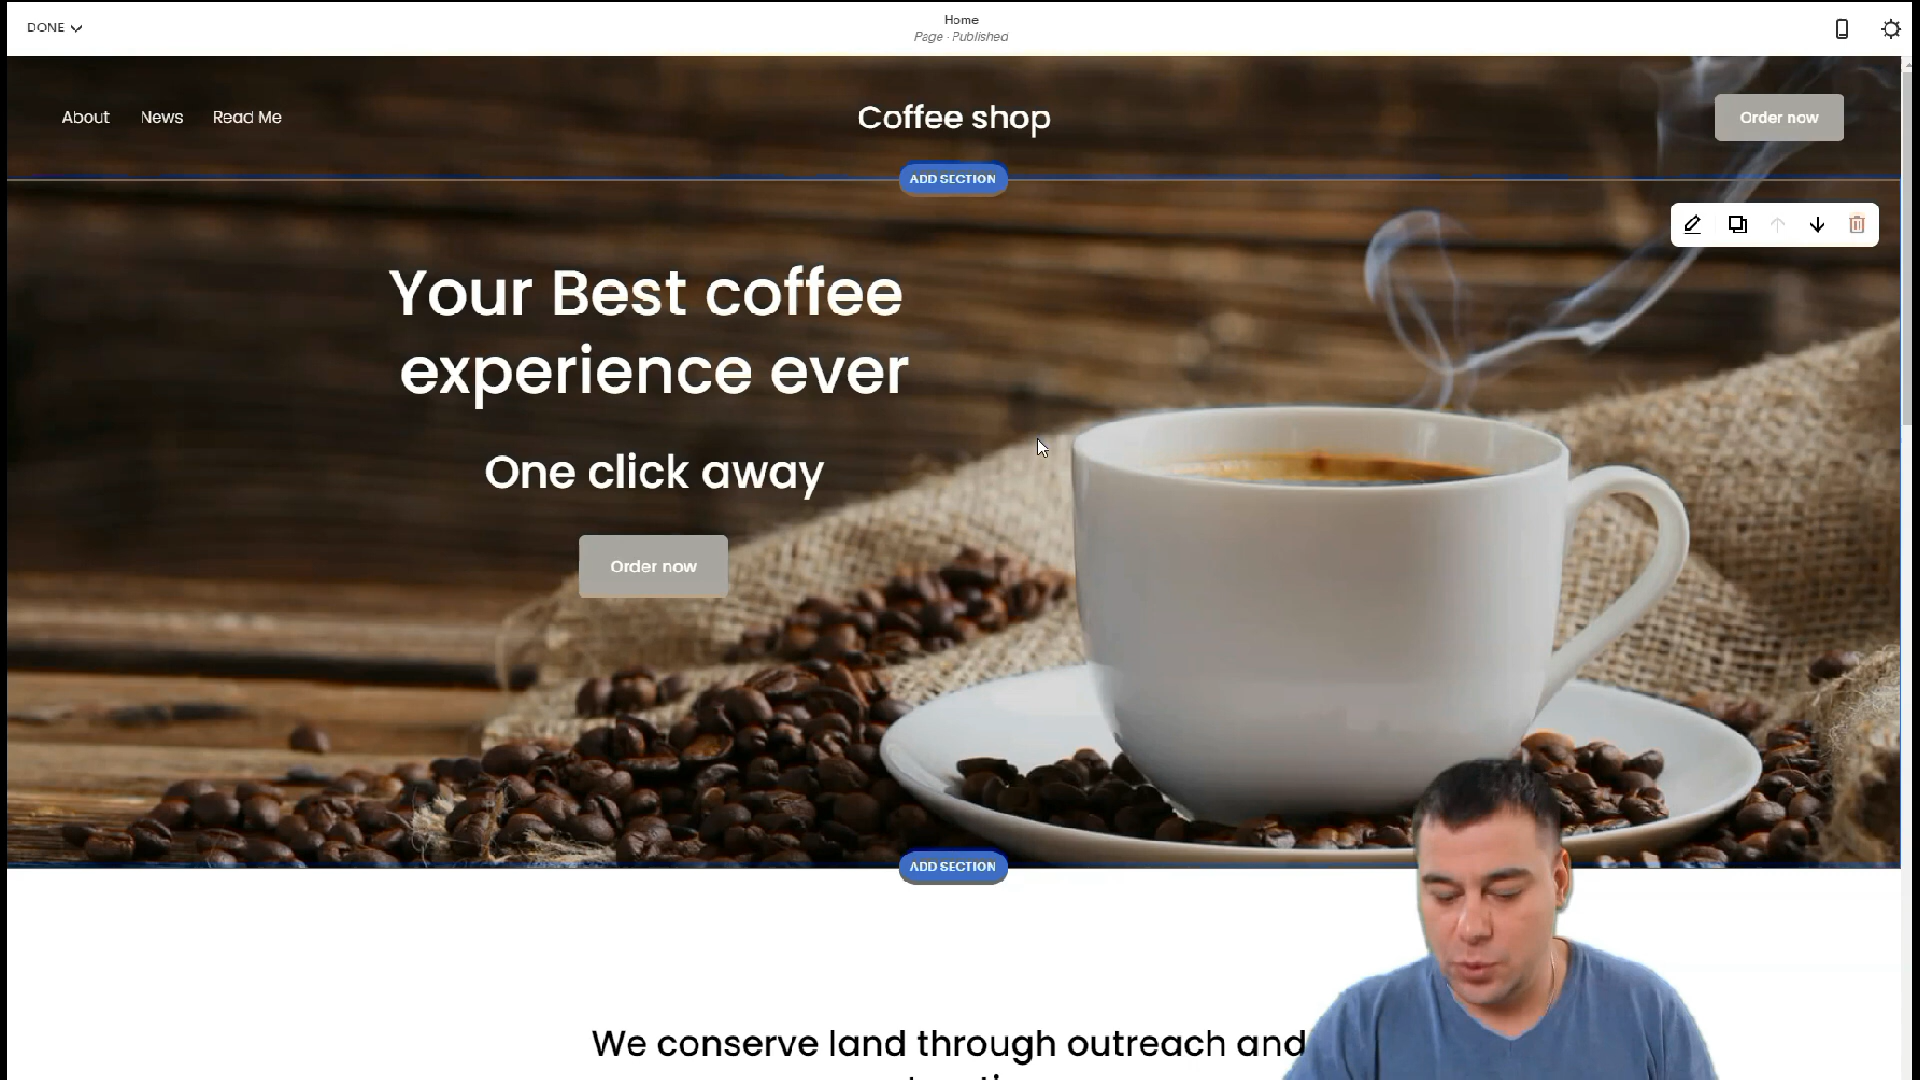 DONE
Home
Page - Published
About News Read Me
Coffee shop
Order now
ADD SECTION
Your Best coffee
experience ever
One click away
Order now
ADD SECTION
We conserve land through outreach and